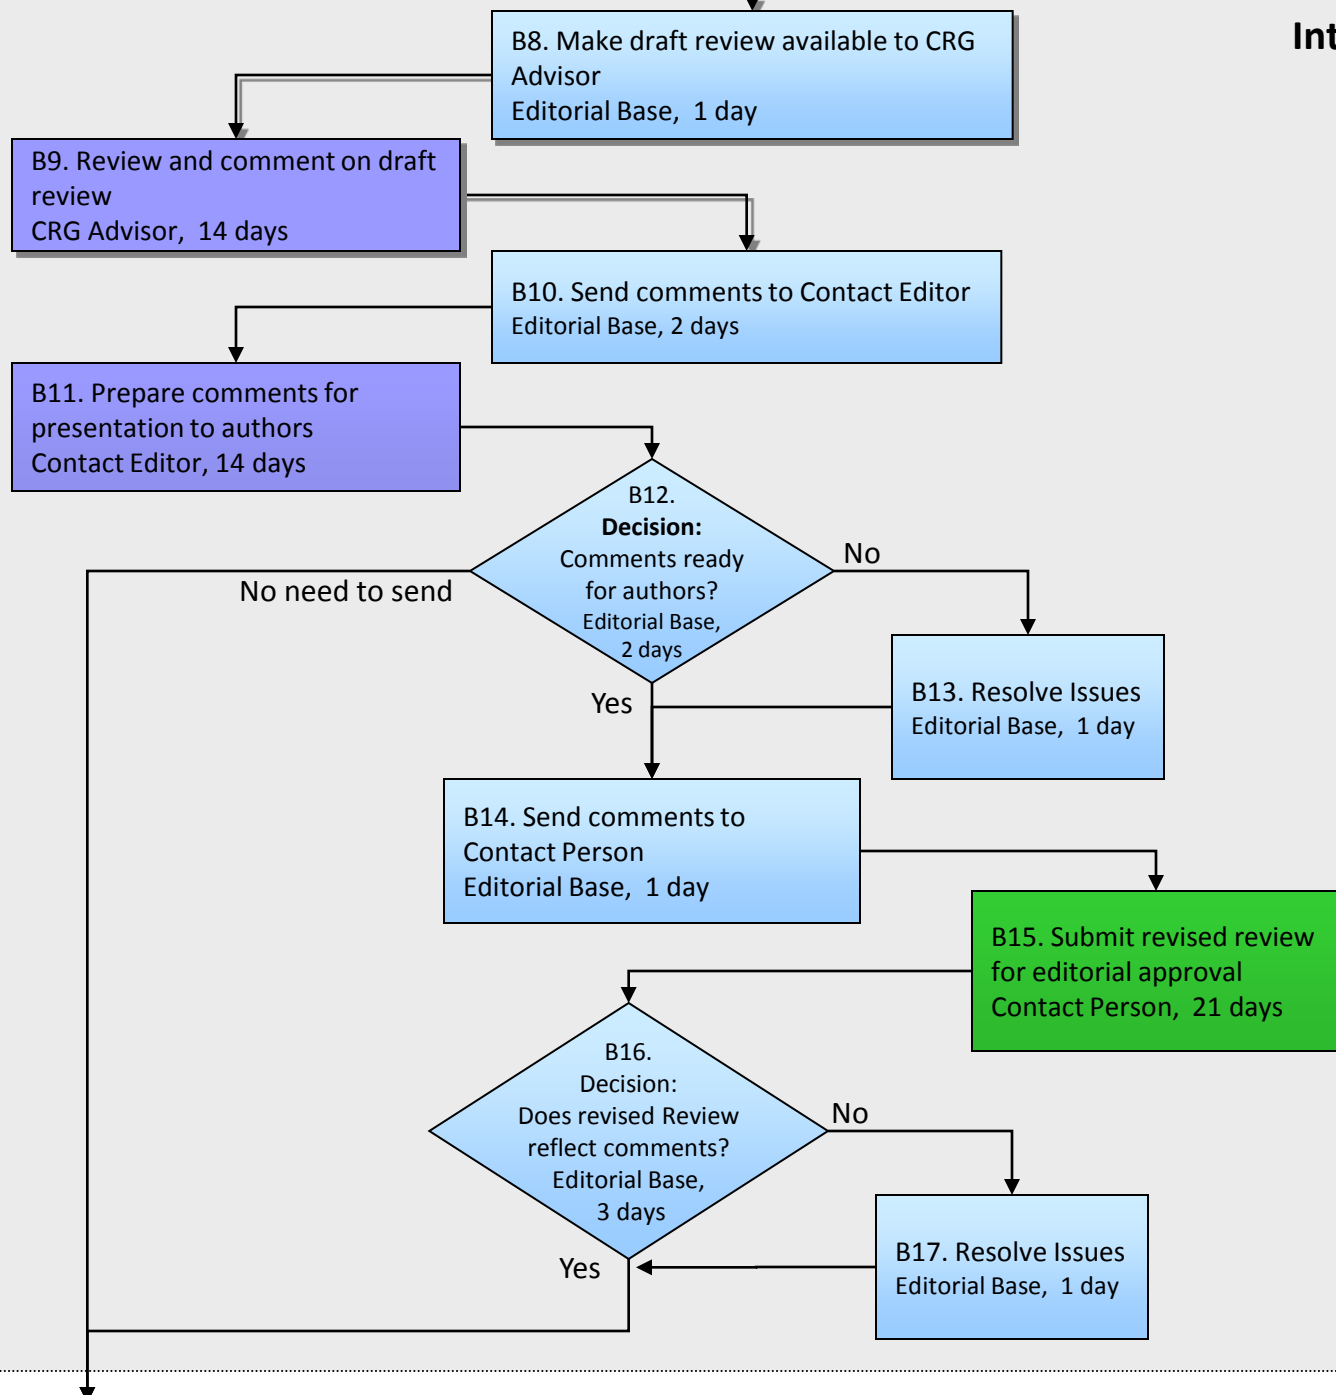 Int
B8. Make draft review available to CRG
Advisor
Editorial Base, 1 day
B9. Review and comment on draft
review
CRG Advisor, 14 days
B10. Send comments to Contact Editor
Editorial Base, 2 days
B11. Prepare comments for
presentation to authors
Contact Editor, 14 days
B12.
Decision:
Comments ready
for authors?
Editorial Base,
2 days
No
No need to send
Yes
B13. Resolve Issues
Editorial Base, 1 day
B14. Send comments to
Contact Person
Editorial Base, 1 day
B15. Submit revised review
for editorial approval
Contact Person, 21 days
B16.
Decision:
Does revised Review
reflect comments?
Editorial Base,
3 days
No
Yes
B17. Resolve Issues
Editorial Base, 1 day